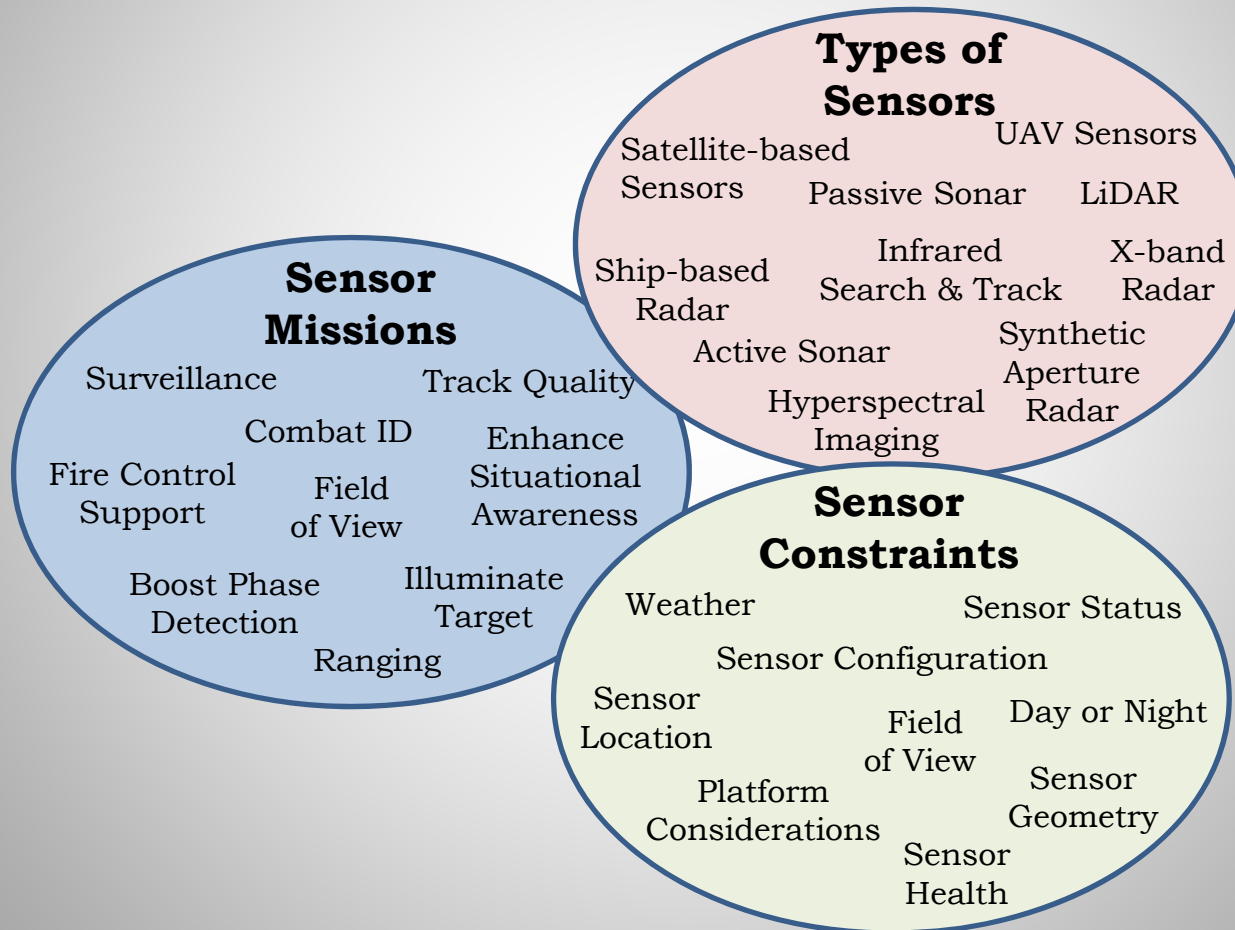 Types of
Sensors
UAV Sensors
Satellite-based
Sensors
Passive Sonar
LiDAR
Infrared
Search & Track
X-band
Radar
Ship-based
Radar
Active Sonar
Synthetic
Aperture
Radar
Hyperspectral
Imaging
Sensor
Missions
Surveillance
Track Quality
Combat ID
Enhance
Situational
Awareness
Fire Control
Support
Field
of View
Boost Phase
Detection
Illuminate
Target
Ranging
Sensor
Constraints
Weather
Sensor Status
Sensor Configuration
Sensor
Location
Field
of View
Day or Night
Platform
Considerations
Sensor
Geometry
Sensor
Health